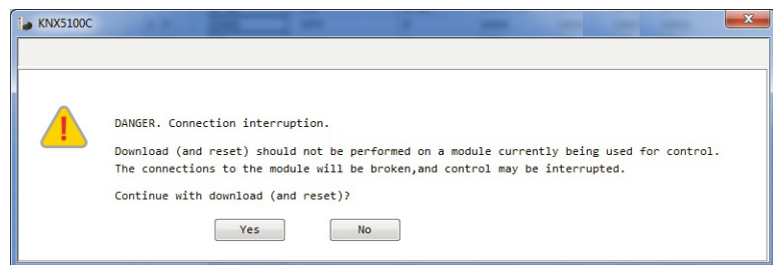 KNX5100C
DANGER. Connection interruption.
Download (and reset) should not be performed on a module currently being used for control.
The connections to the module will be broken,and control may be interrupted.
Continue with download (and reset)?
Yes No